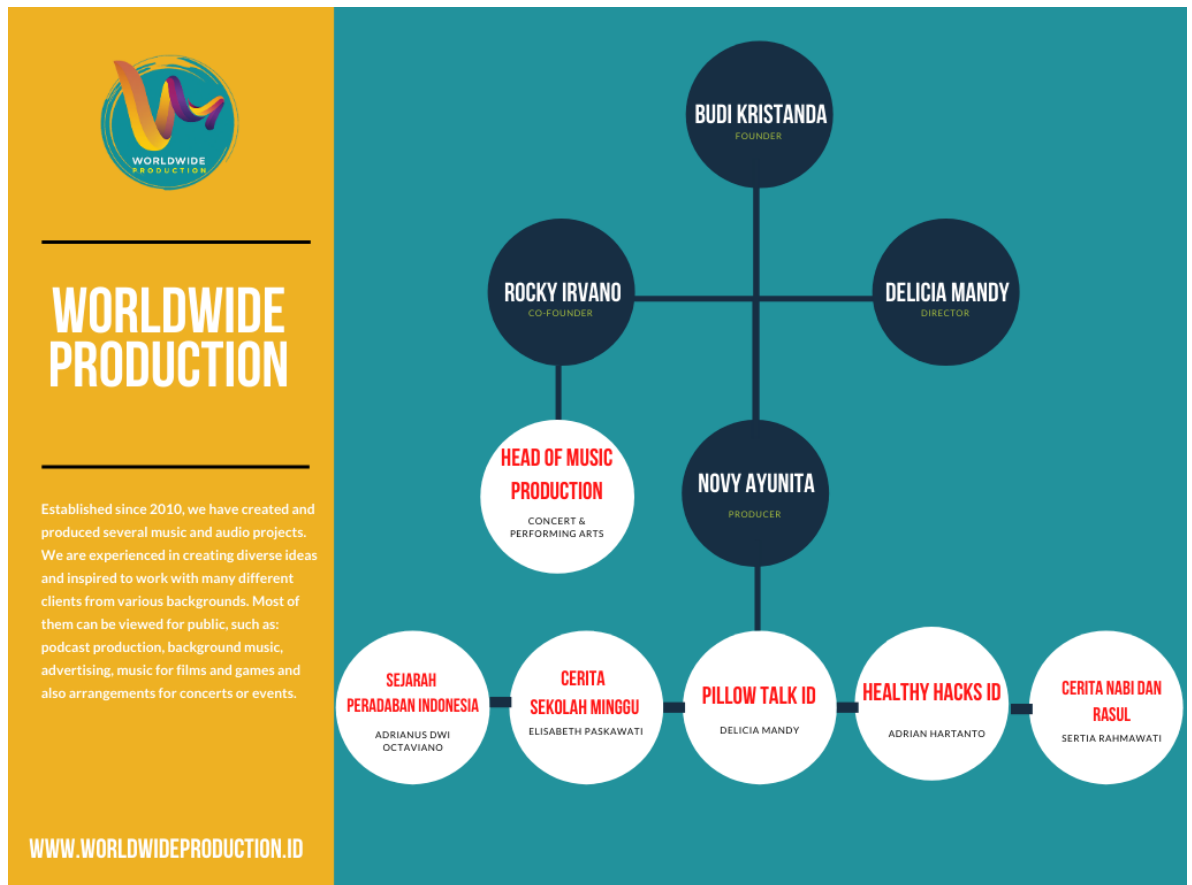 WORLDWIDE
PRODUCTION
WORLDWIDE
PRODUCTION
Established since 2010, we have created and
produced several music and audio projects.
We are experienced in creating diverse ideas
and inspired to work with many different
clients from various backgrounds. Most of
them can be viewed for public, such as:
podcast production, background music,
advertising, music for films and games and
also arrangements for concerts or events.
WWW.WORLDWIDEPRODUCTION.ID
BUDI KRISTANDA
FOUNDER
ROCKY IRVANO
CO-FOUNDER
DELICIA MANDY
DIRECTOR
HEAD OF MUSIC
PRODUCTION
CONCERT &
PERFORMING ARTS
NOVY AYUNITA
PRODUCER
SEJARAH
PERADABAN INDONESIA
ADRIANUS DWI
OCTAVIANO
CERITA
SEKOLAH MINGGU
ELISABETH PASKAWATI
PILLOW TALK ID
DELICIA MANDY
HEALTHY HACKS ID
ADRIAN HARTANTO
CERITA NABI DAN
RASUL
SERTIA RAHMAWATI